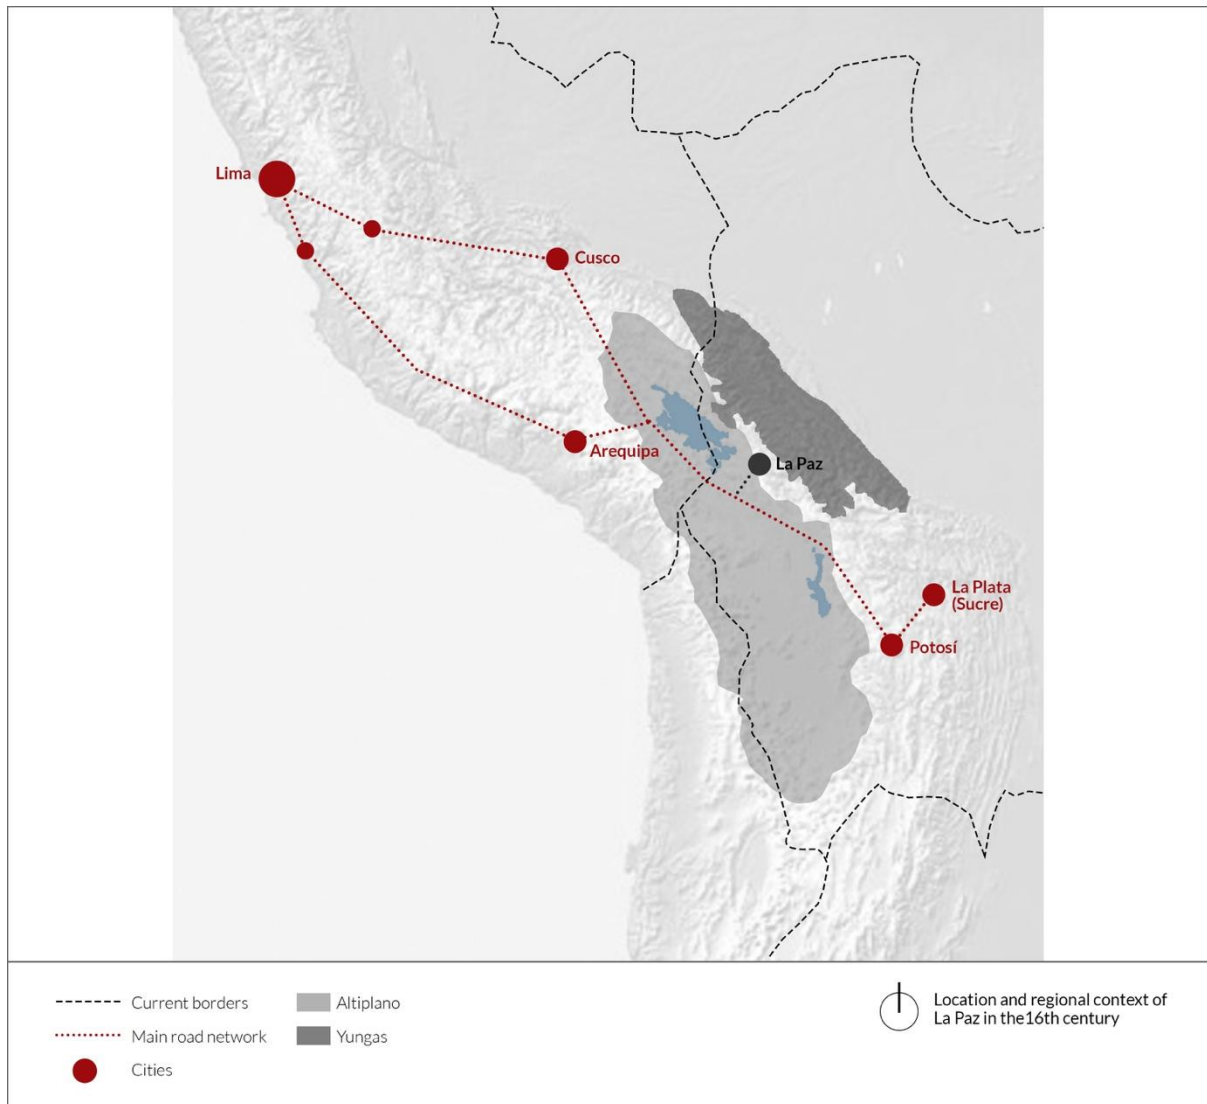 Lima
Cusco
Arequipa
La Paz
La Plata
(Sucre)
Potosí
Current borders
Main road network
Cities
Altiplano
Yungas
Location and regional context of
La Paz in the16th century